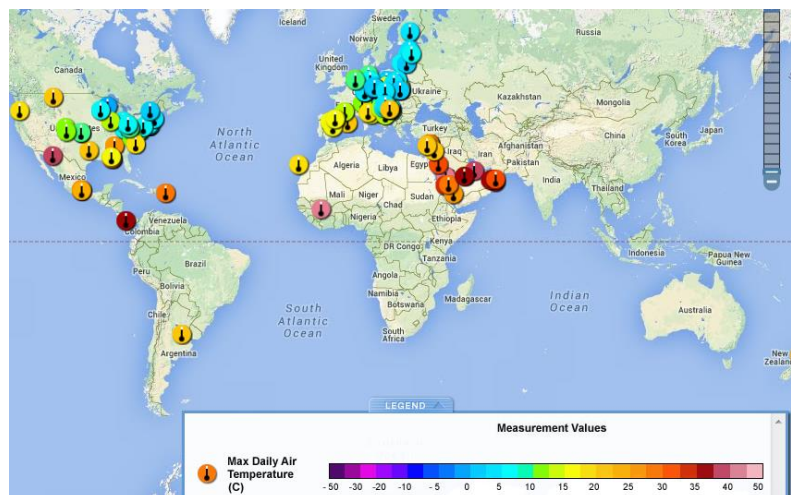 Iceland
Sweden
Norway
Russia
Canada
United
Kingdom
Ukraine
Kazakhstan
Mongolia
North
Atlantic
Ocean
Turkey
Afghanistan
China
South
Korea
Japan
Algeria
Libya
Egypt
Iraq
Iran
Pakistan
Mexico
Mali
Niger
Chad
Sudan
India
Thailand
Venezuela
Colombia
Nigeria
Ethiopia
Kenya
DR Congo
Tanzania
Indonesia
Papua New
Guinea
Brazil
Peru
Bolivia
Angola
Namibia
Botswana
Madagascar
South
Atlantic
Ocean
Indian
Ocean
Australia
Chile
South
Africa
Argentina
New
Zealand
LEGEND
Measurement Values
Max Daily Air
Temperature
(C)
- 50 -30 -20 -10 - 5 0 5 10 15 20 25 30 35 40 50